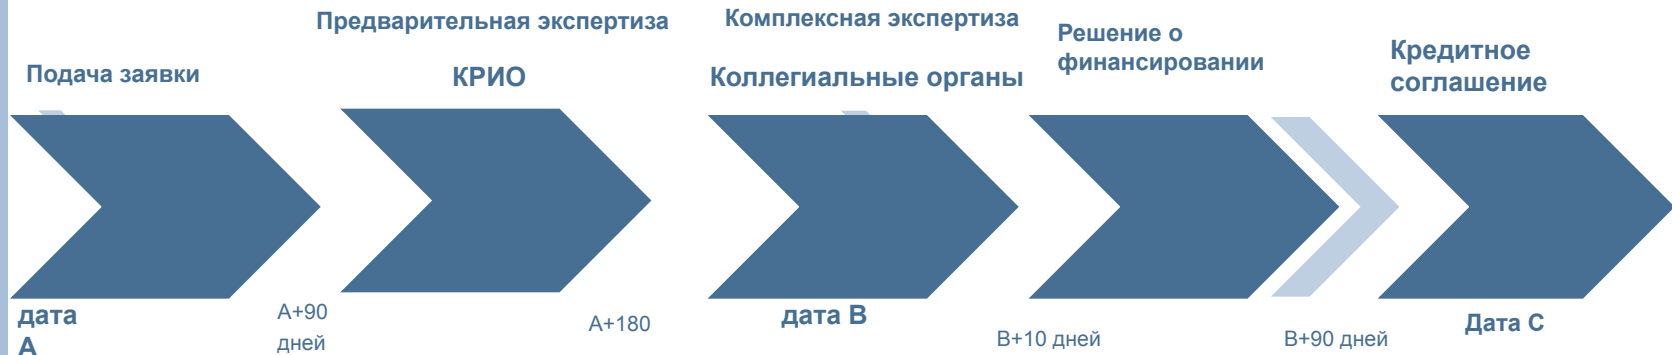 Предварительная экспертиза
Комплексная экспертиза
Решение о
финансировании
Кредитное
соглашение
Подача заявки
КРИО
Коллегиальные органы
дата
А
А+90
дней
А+180
дата В
В+10 дней
В+90 дней
Дата С